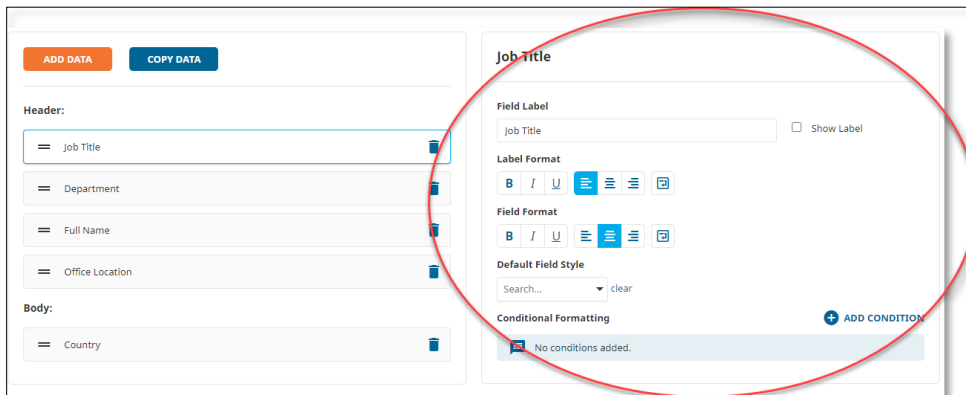 ADD DATA
COPY DATA
Header:
Job Title
Department
Full Name
Office Location
Body:
Country
Job Title
Field Label
Job Title
Show Label
Label Format
B I U
Field Format
B I U
Default Field Style
Search... clear
Conditional Formatting
ADD CONDITION
No conditions added.